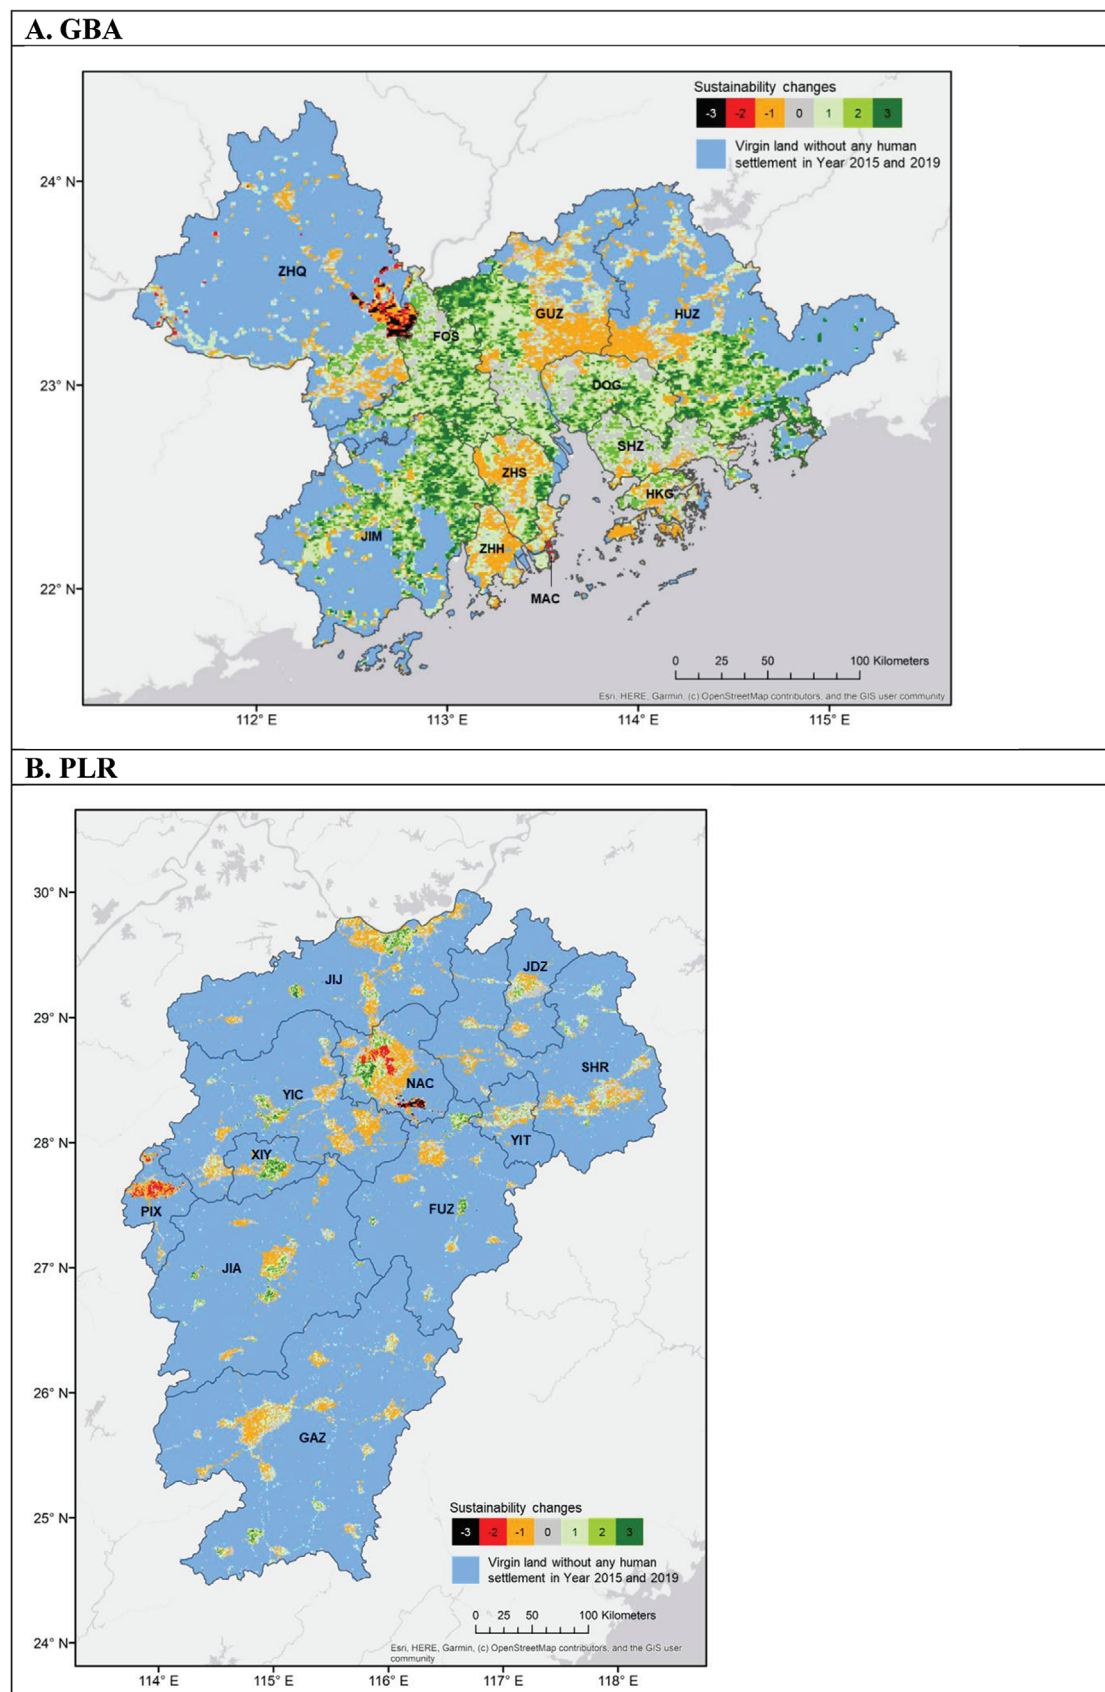 A. GBA
Sustainability changes
-3 -2 -1 0 1 2 3
Virgin land without any human
settlement in Year 2015 and 2019
24° N
23° N
22° N
ZHQ
GUZ
HUZ
FOS
DOG
SHZ
ZHS
HKG
JIM
ZHH
MAC
0 25 50 100 Kilometers
Esri, HERE, Garmin, (c) OpenStreetMap contributors, and the GIS user community
112° E 113° E 114° E 115° E
B. PLR
30° N
29° N
28° N
27° N
26° N
25° N
24° N
JDZ
JIJ
SHR
NAC
YIC
YIT
XIY
PIX
FUZ
JIA
GAZ
Sustainability changes
-3 -2 -1 0 1 2 3
Virgin land without any human
settlement in Year 2015 and 2019
0 25 50 100 Kilometers
Esri, HERE, Garmin, (c) OpenStreetMap contributors, and the GIS user
community
114° E 115° E 116° E 117° E 118° E